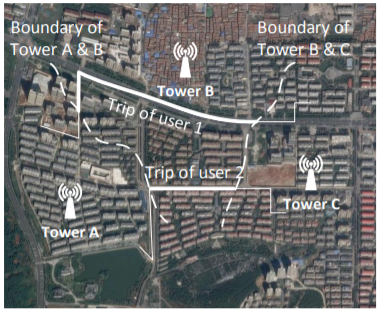 Boundary of
Tower A & B
Boundary of
Tower B & C
Tower B
Trip of user 1
Trip of user 2
Tower A
Tower C